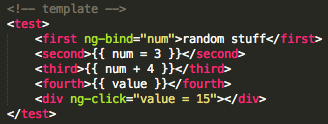 <!-- template -->
<test>
    <first ng-bind="num">random stuff</first>
    <second>{{ num = 3 }}</second>
    <third>{{ num + 4 }}</third>
    <fourth>{{ value }}</fourth>
    <div ng-click="value = 15"></div>
</test>